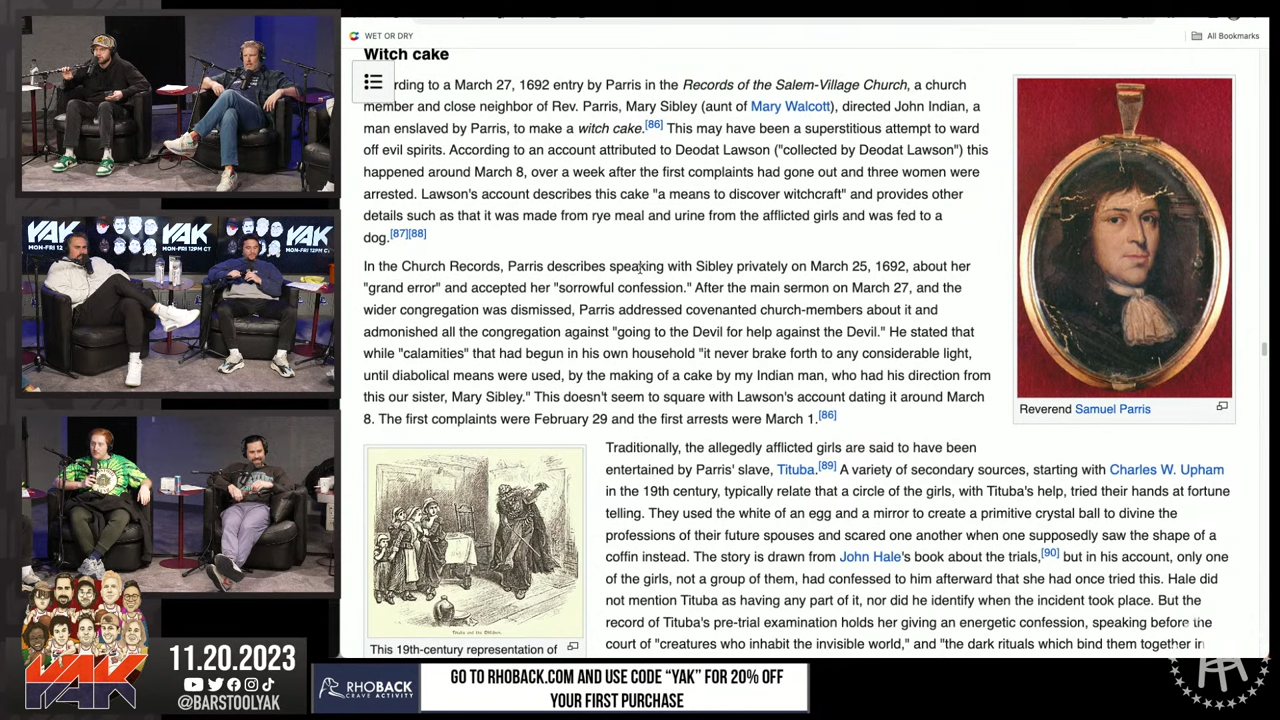 WET OR DRY
All Bookmarks
Witch cake
rding to a March 27, 1692 entry by Parris in the Records of the Salem-Village Church, a church
member and close neighbor of Rev. Parris, Mary Sibley (aunt of Mary Walcott), directed John Indian, a
man enslaved by Parris, to make a witch cake.[86] This may have been a superstitious attempt to ward
off evil spirits. According to an account attributed to Deodat Lawson ("collected by Deodat Lawson") this
happened around March 8, over a week after the first complaints had gone out and three women were
arrested. Lawson's account describes this cake "a means to discover witchcraft" and provides other
details such as that it was made from rye meal and urine from the afflicted girls and was fed to a
dog.[87][88]
In the Church Records, Parris describes speaking with Sibley privately on March 25, 1692, about her
"grand error" and accepted her "sorrowful confession." After the main sermon on March 27, and the
wider congregation was dismissed, Parris addressed covenanted church-members about it and
admonished all the congregation against "going to the Devil for help against the Devil." He stated that
while "calamities" that had begun in his own household "it never brake forth to any considerable light,
until diabolical means were used, by the making of a cake by my Indian man, who had his direction from
this our sister, Mary Sibley." This doesn't seem to square with Lawson's account dating it around March
8. The first complaints were February 29 and the first arrests were March 1.[86]
Reverend Samuel Parris
Traditionally, the allegedly afflicted girls are said to have been
entertained by Parris' slave, Tituba.[89] A variety of secondary sources, starting with Charles W. Upham
in the 19th century, typically relate that a circle of the girls, with Tituba's help, tried their hands at fortune
telling. They used the white of an egg and a mirror to create a primitive crystal ball to divine the
professions of their future spouses and scared one another when one supposedly saw the shape of a
coffin instead. The story is drawn from John Hale's book about the trials,[90] but in his account, only one
of the girls, not a group of them, had confessed to him afterward that she had once tried this. Hale did
not mention Tituba as having any part of it, nor did he identify when the incident took place. But the
record of Tituba's pre-trial examination holds her giving an energetic confession, speaking before the
court of "creatures who inhabit the invisible world," and "the dark rituals which bind them together in
Tituba and the Children.
This 19th-century representation of
YAK
MON-FRI 12
YAK
MON-FRI 12PM CT
YAK
MON-FRI 12PM CT
YAK
11.20.2023
@BARSTOOLYAK
RHOBACK
CRAVE ACTIVITY
GO TO RHOBACK.COM AND USE CODE “YAK” FOR 20% OFF
YOUR FIRST PURCHASE